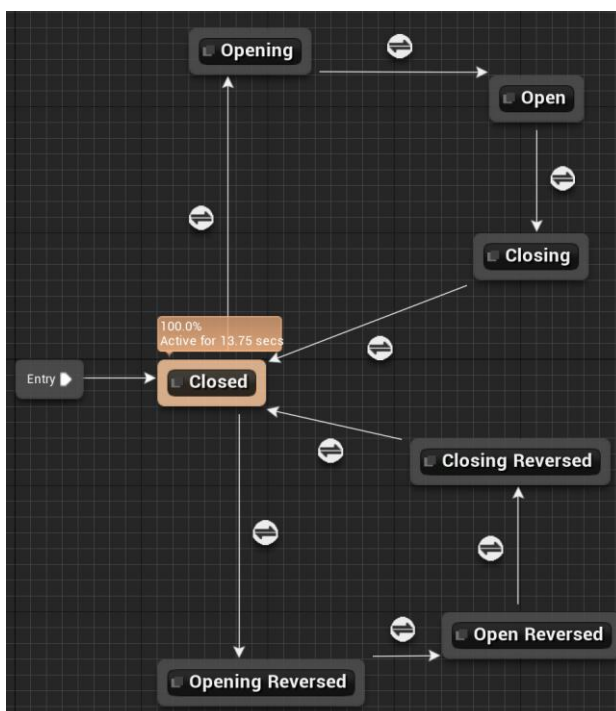 Opening
Open
Closing
100.0%
Active for 13.75 secs
Entry
Closed
Closing Reversed
Open Reversed
Opening Reversed